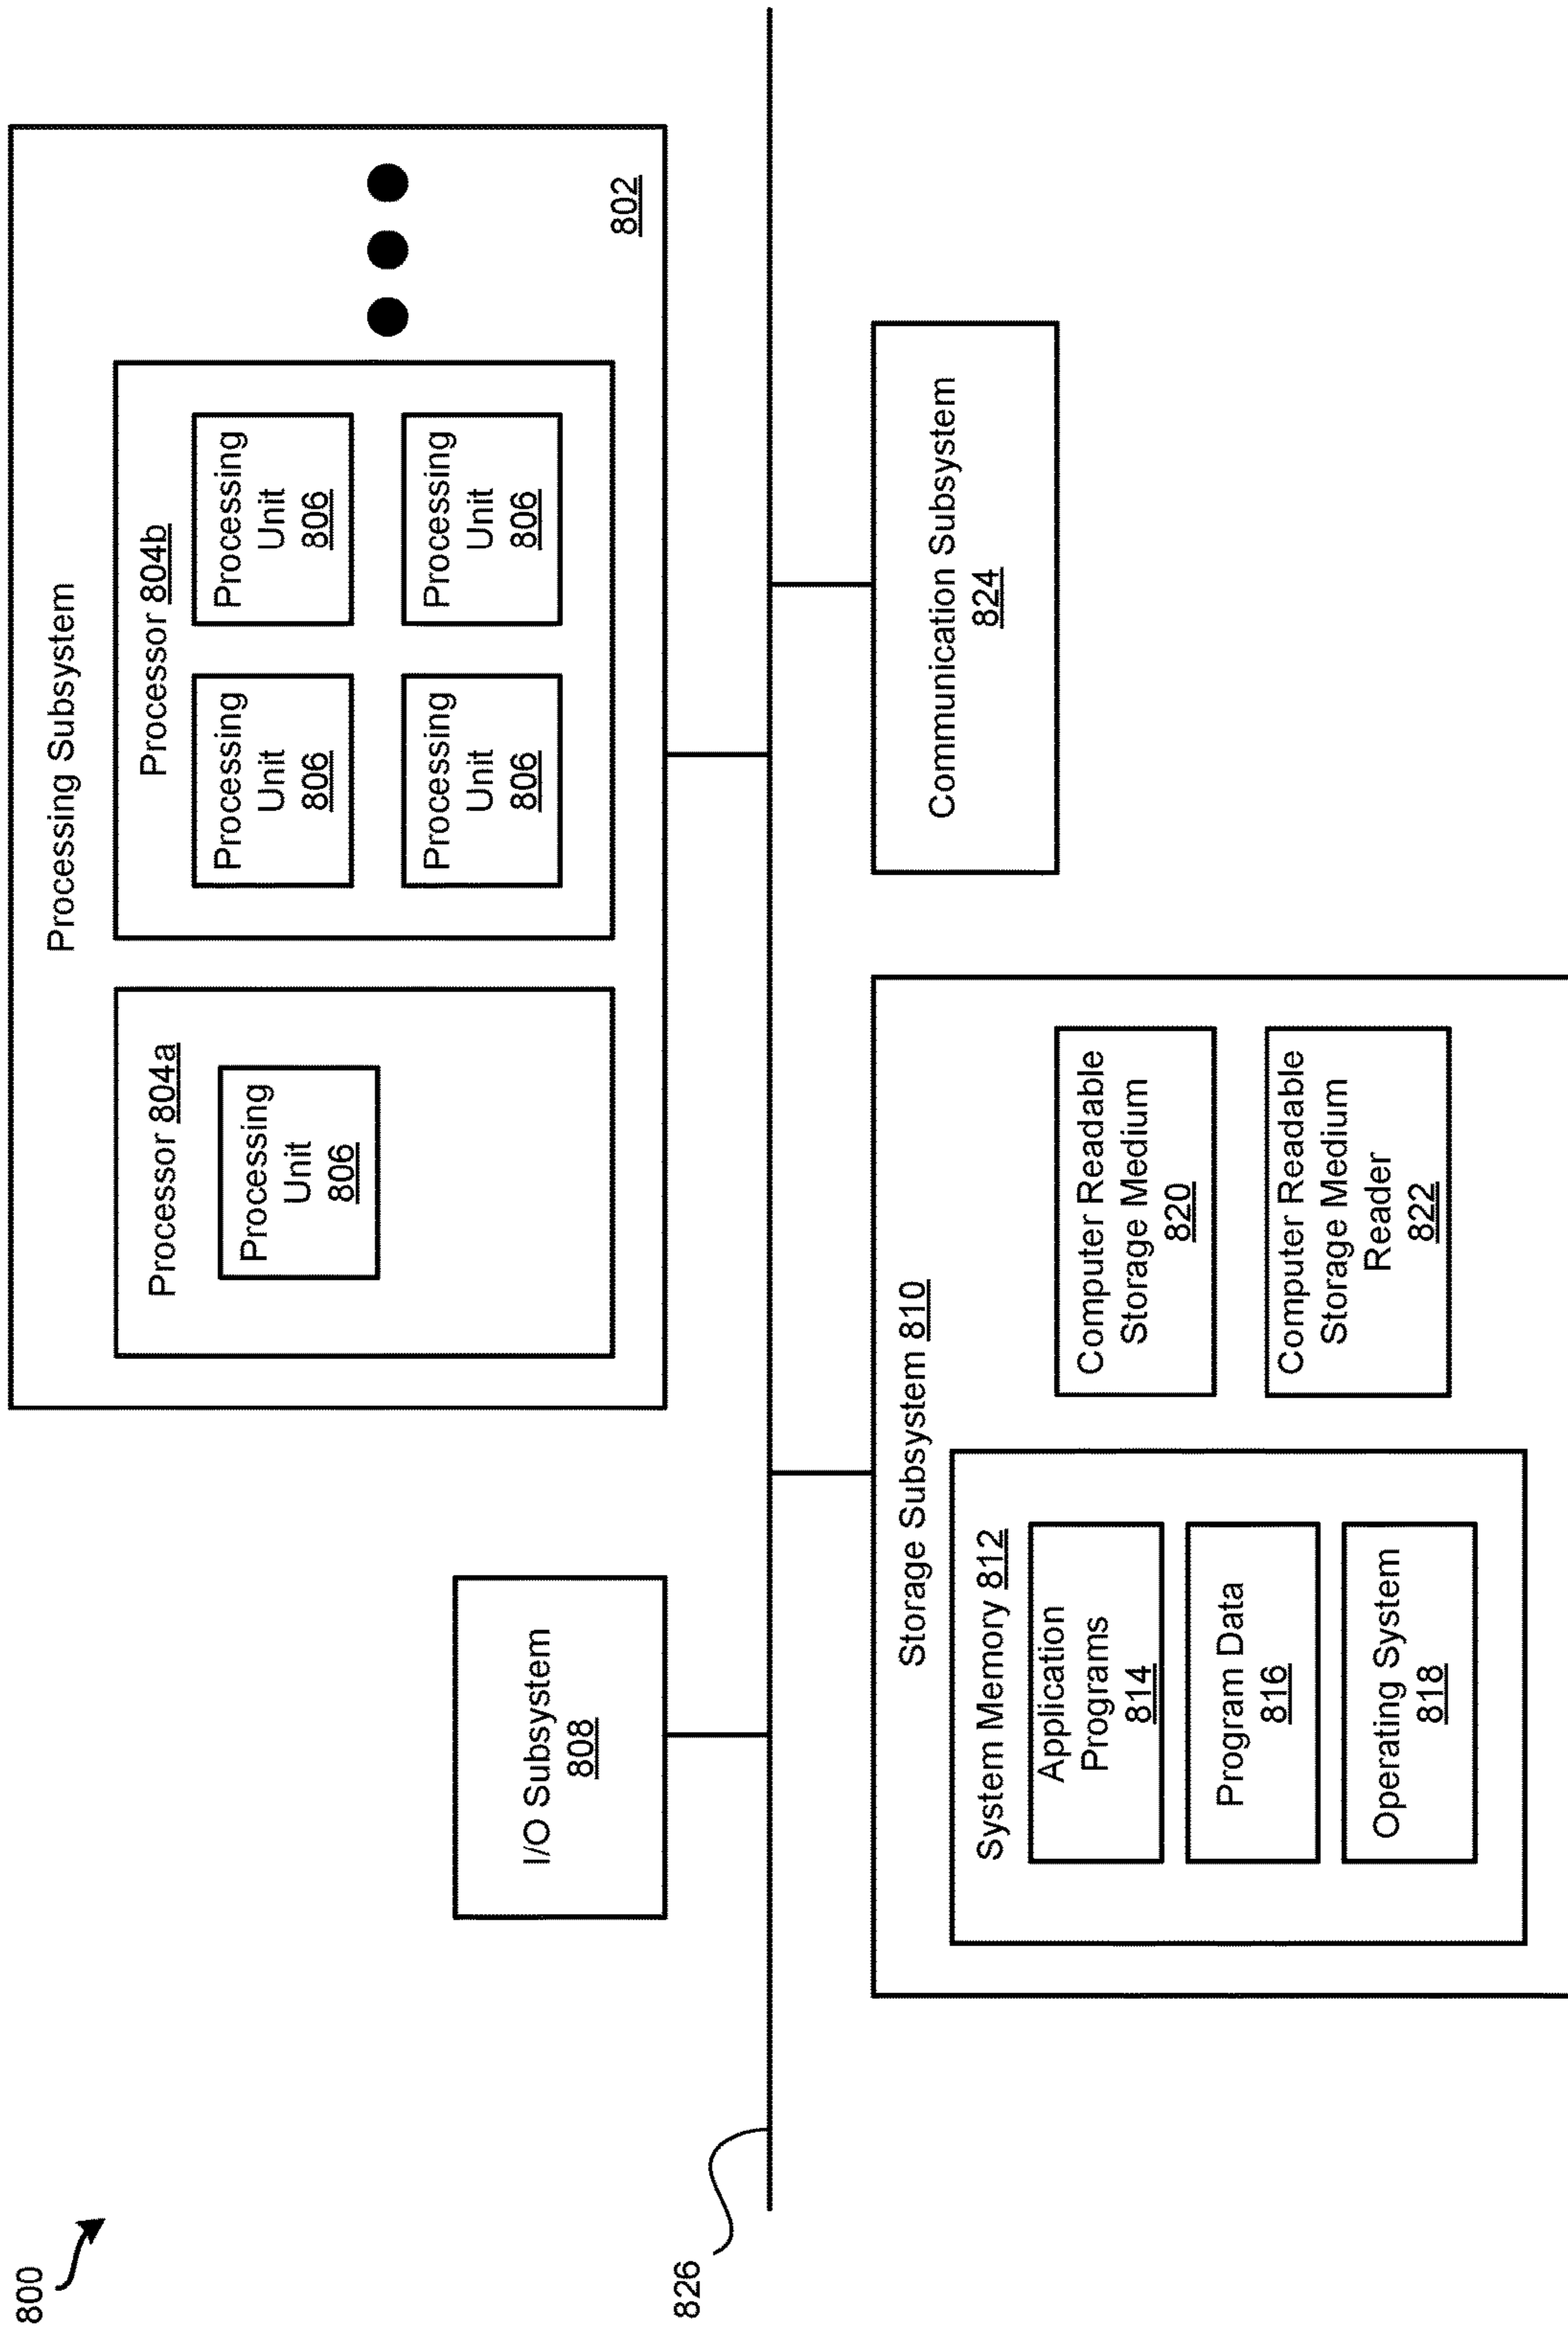 800
Processing Subsystem
Processor 804a
Processing
Unit
806
Processor 804b
Processing
Unit
806
Processing
Unit
806
Processing
Unit
806
Processing
Unit
806
802
I/O Subsystem
808
826
Storage Subsystem 810
System Memory 812
Application
Programs
814
Program Data
816
Operating System
818
Computer Readable
Storage Medium
820
Computer Readable
Storage Medium
Reader
822
Communication Subsystem
824